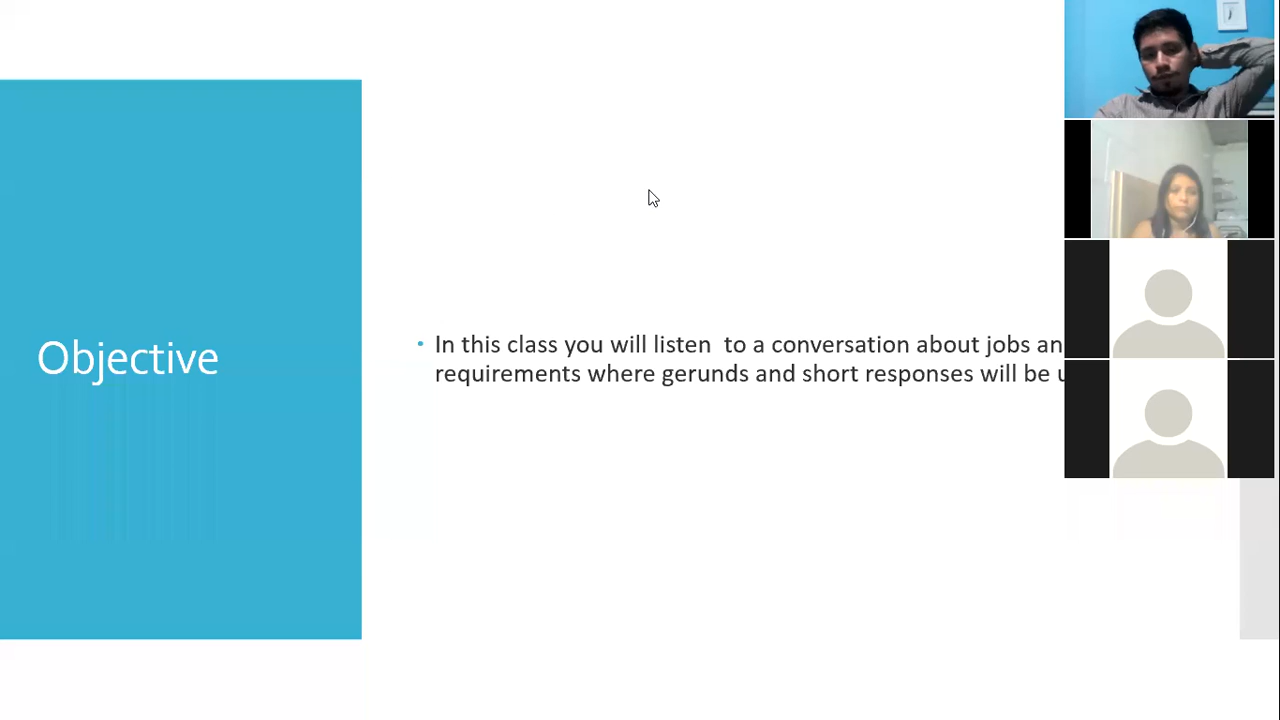 Objective
• In this class you will listen  to a conversation about jobs
requirements where gerunds and short responses will be